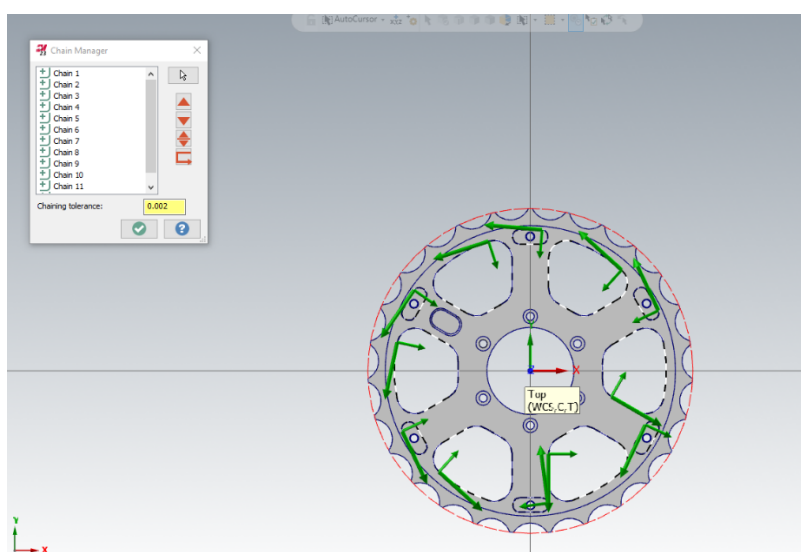 AutoCursor
Chain Manager
Chain 1
Chain 2
Chain 3
Chain 4
Chain 5
Chain 6
Chain 7
Chain 8
Chain 9
Chain 10
Chain 11
Chaining tolerance: 0.002
X
Top
(WCS,C,T)
Y
X